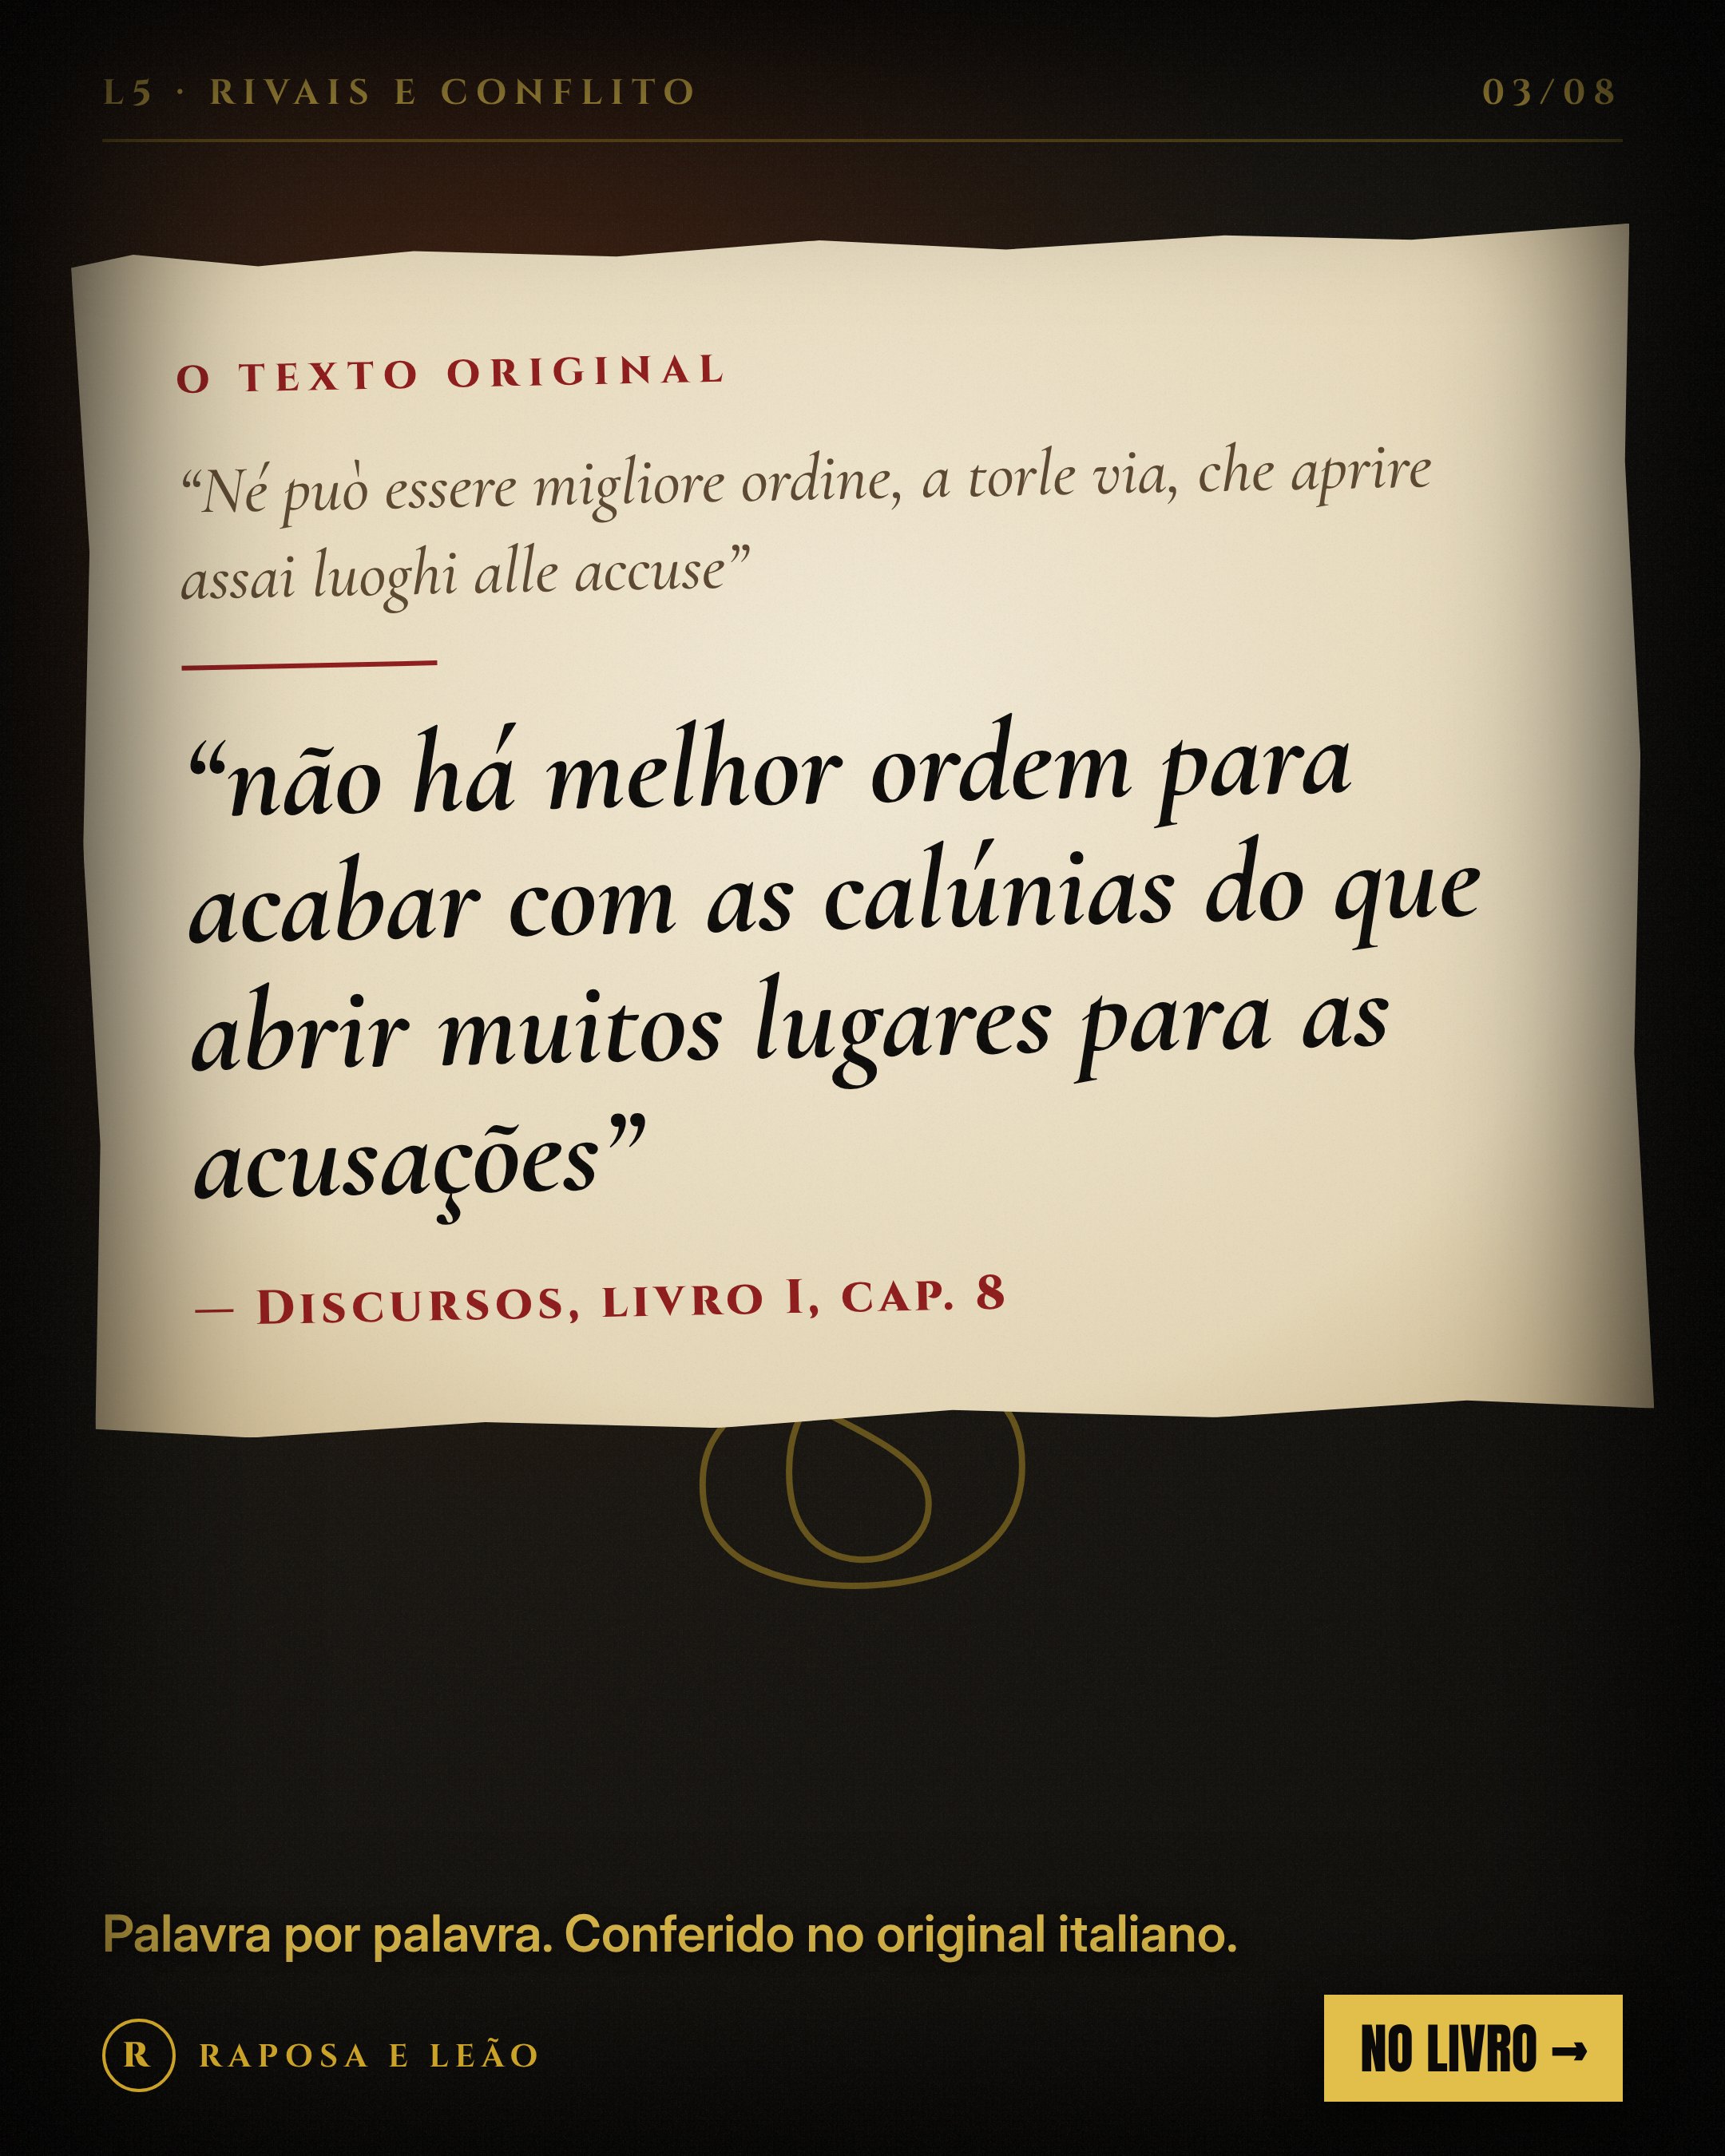 L5 · RIVAIS E CONFLITO
03/08
O TEXTO ORIGINAL
“Né può essere migliore ordine, a torle via, che aprire
assai luoghi alle accuse”
“não há melhor ordem para
acabar com as calúnias do que
abrir muitos lugares para as
acusações”
— Discursos, livro I, cap. 8
8
Palavra por palavra. Conferido no original italiano.
R RAPOSA E LEÃO
NO LIVRO →